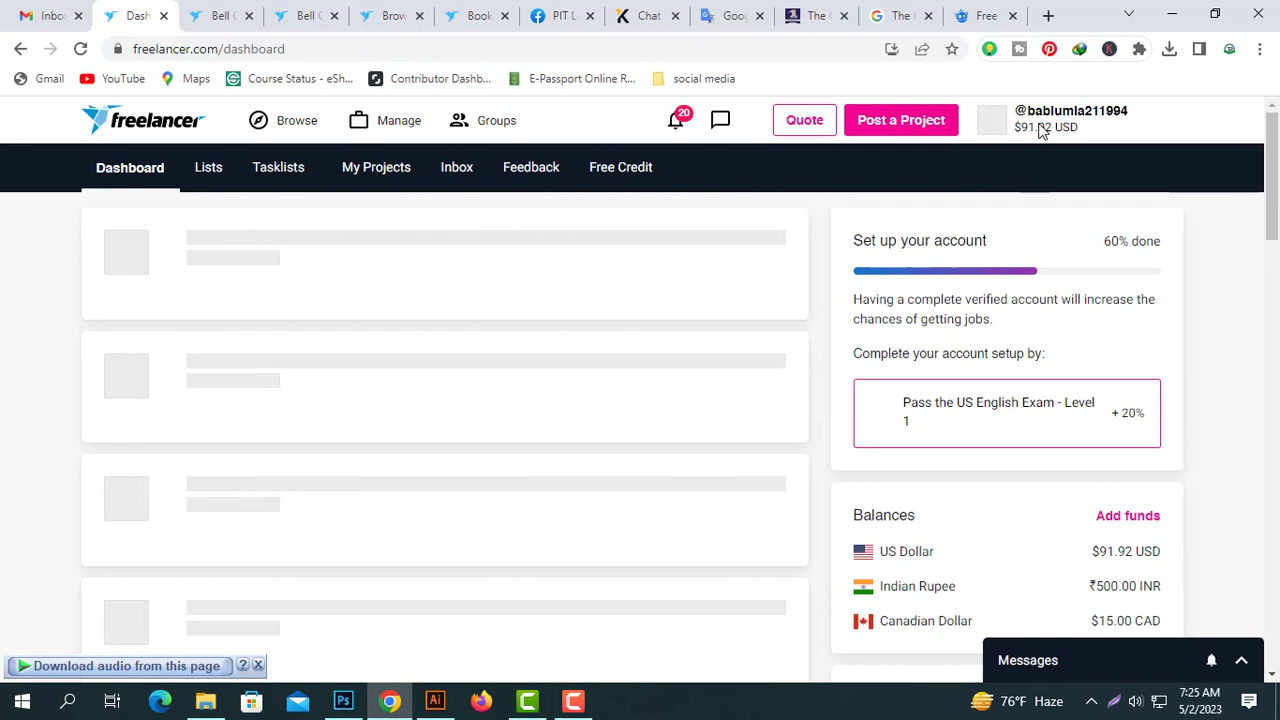 Inbo
Dash
Bell C
Bell C
Brow
Book
PIT L
Chat
Goog
The C
The C
Free
freelancer.com/dashboard
Gmail
YouTube
Maps
Course Status - eSh...
Contributor Dashb...
E-Passport Online R...
social media
freelancer
Browse
Manage
Groups
20
Quote
Post a Project
@bablumia211994
$91.92 USD
Dashboard
Lists
Tasklists
My Projects
Inbox
Feedback
Free Credit
Set up your account
60% done
Having a complete verified account will increase the
chances of getting jobs.
Complete your account setup by:
Pass the US English Exam - Level
1
+ 20%
Balances
Add funds
US Dollar
$91.92 USD
Indian Rupee
₹500.00 INR
Canadian Dollar
$15.00 CAD
Messages
Download audio from this page
?
Ps
Ai
76°F Haze
7:25 AM
5/2/2023